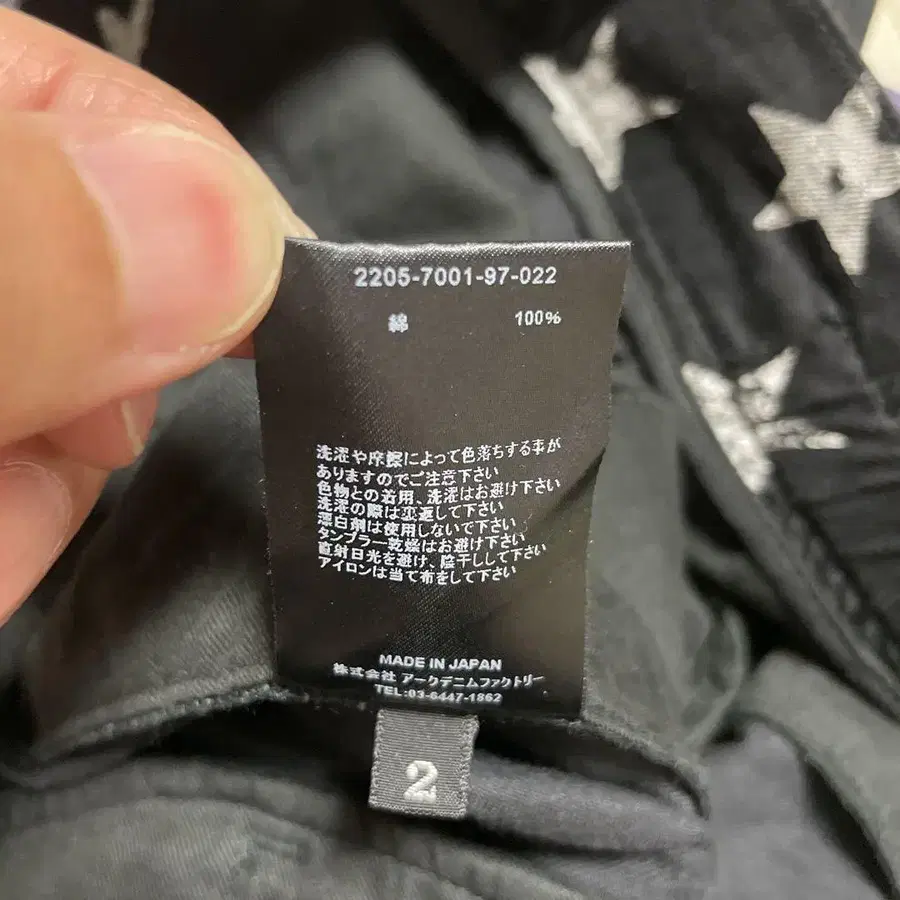 2205-7001-97-022
綿 100%
洗濯や摩擦によって色落ちする事が
ありますのでご注意下さい
色物との着用、洗濯はお避け下さい
洗濯の際は裏返して下さい
漂白剤は使用しないで下さい
タンブラー乾燥はお避け下さい
直射日光を避け、陰干しして下さい
アイロンは当て布をして下さい
MADE IN JAPAN
株式会社 アークデニムファクトリー
TEL:03-6447-1862
2